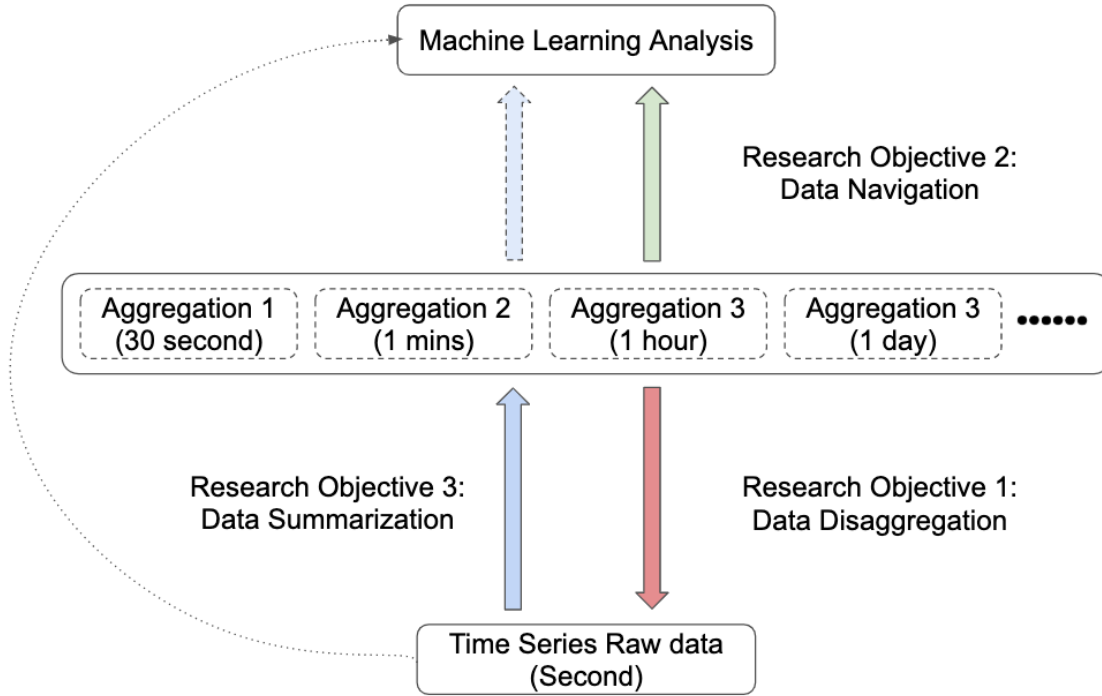 Machine Learning Analysis
Research Objective 2:
Data Navigation
Aggregation 1
(30 second)
Aggregation 2
(1 mins)
Aggregation 3
(1 hour)
Aggregation 3
(1 day)
Research Objective 3:
Data Summarization
Research Objective 1:
Data Disaggregation
Time Series Raw data
(Second)